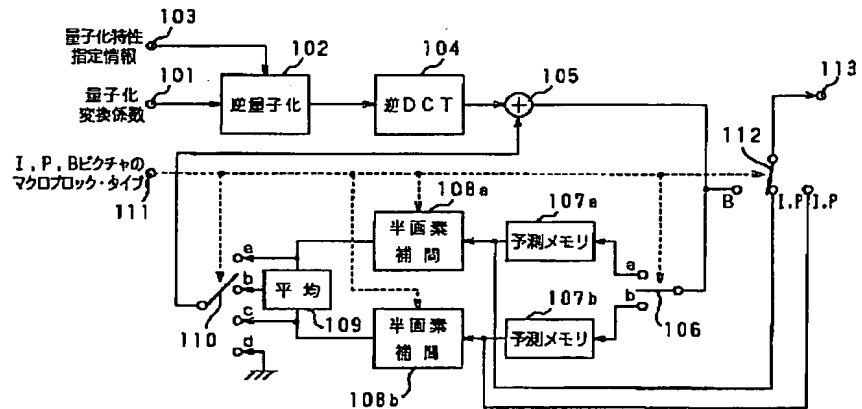 103
量子化特性
指定情報
102
104
101
105
113
量子化
変換係数
逆量子化
逆DCT
+
112
I,P,Bピクチャの
マクロブロック・タイプ
111
108a
107a
B
I,P
I,P
半画素
補間
予測メモリ
a
a
b
平均
107b
b
106
110
c
109
半画素
補間
予測メモリ
d
108b